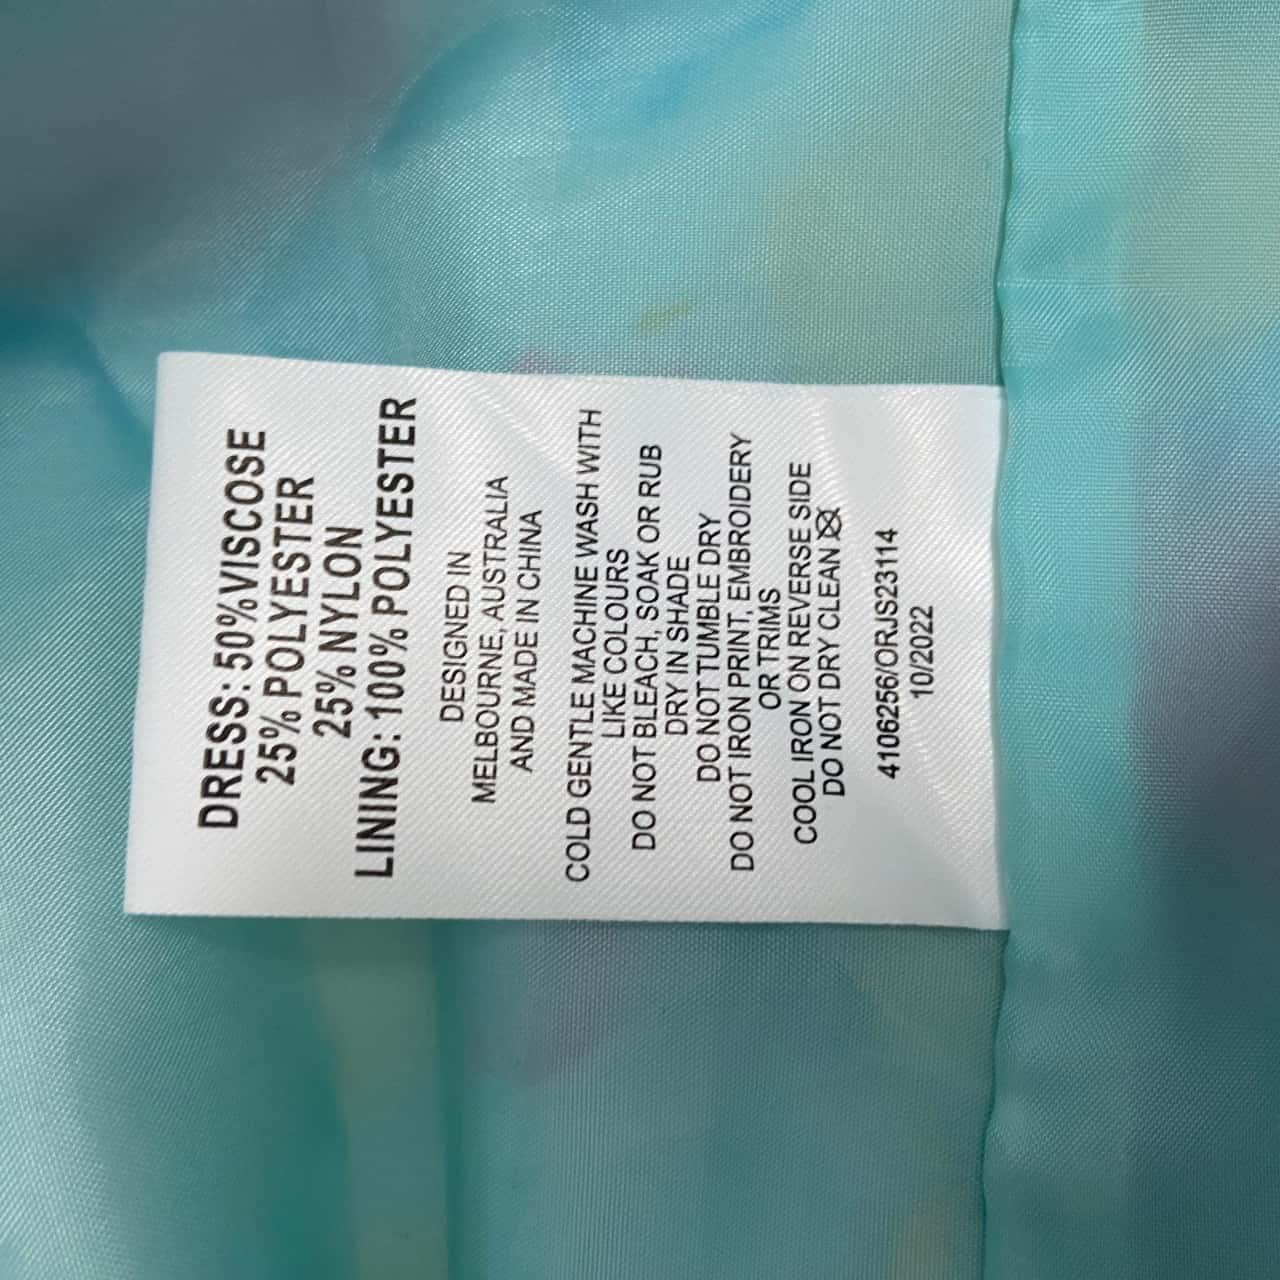 DRESS: 50%VISCOSE
25% POLYESTER
25% NYLON
LINING: 100% POLYESTER
DESIGNED IN
MELBOURNE, AUSTRALIA
AND MADE IN CHINA
COLD GENTLE MACHINE WASH WITH
LIKE COLOURS
DO NOT BLEACH, SOAK OR RUB
DRY IN SHADE
DO NOT TUMBLE DRY
DO NOT IRON PRINT, EMBROIDERY
OR TRIMS
COOL IRON ON REVERSE SIDE
DO NOT DRY CLEAN
4106256/ORJS23114
10/2022